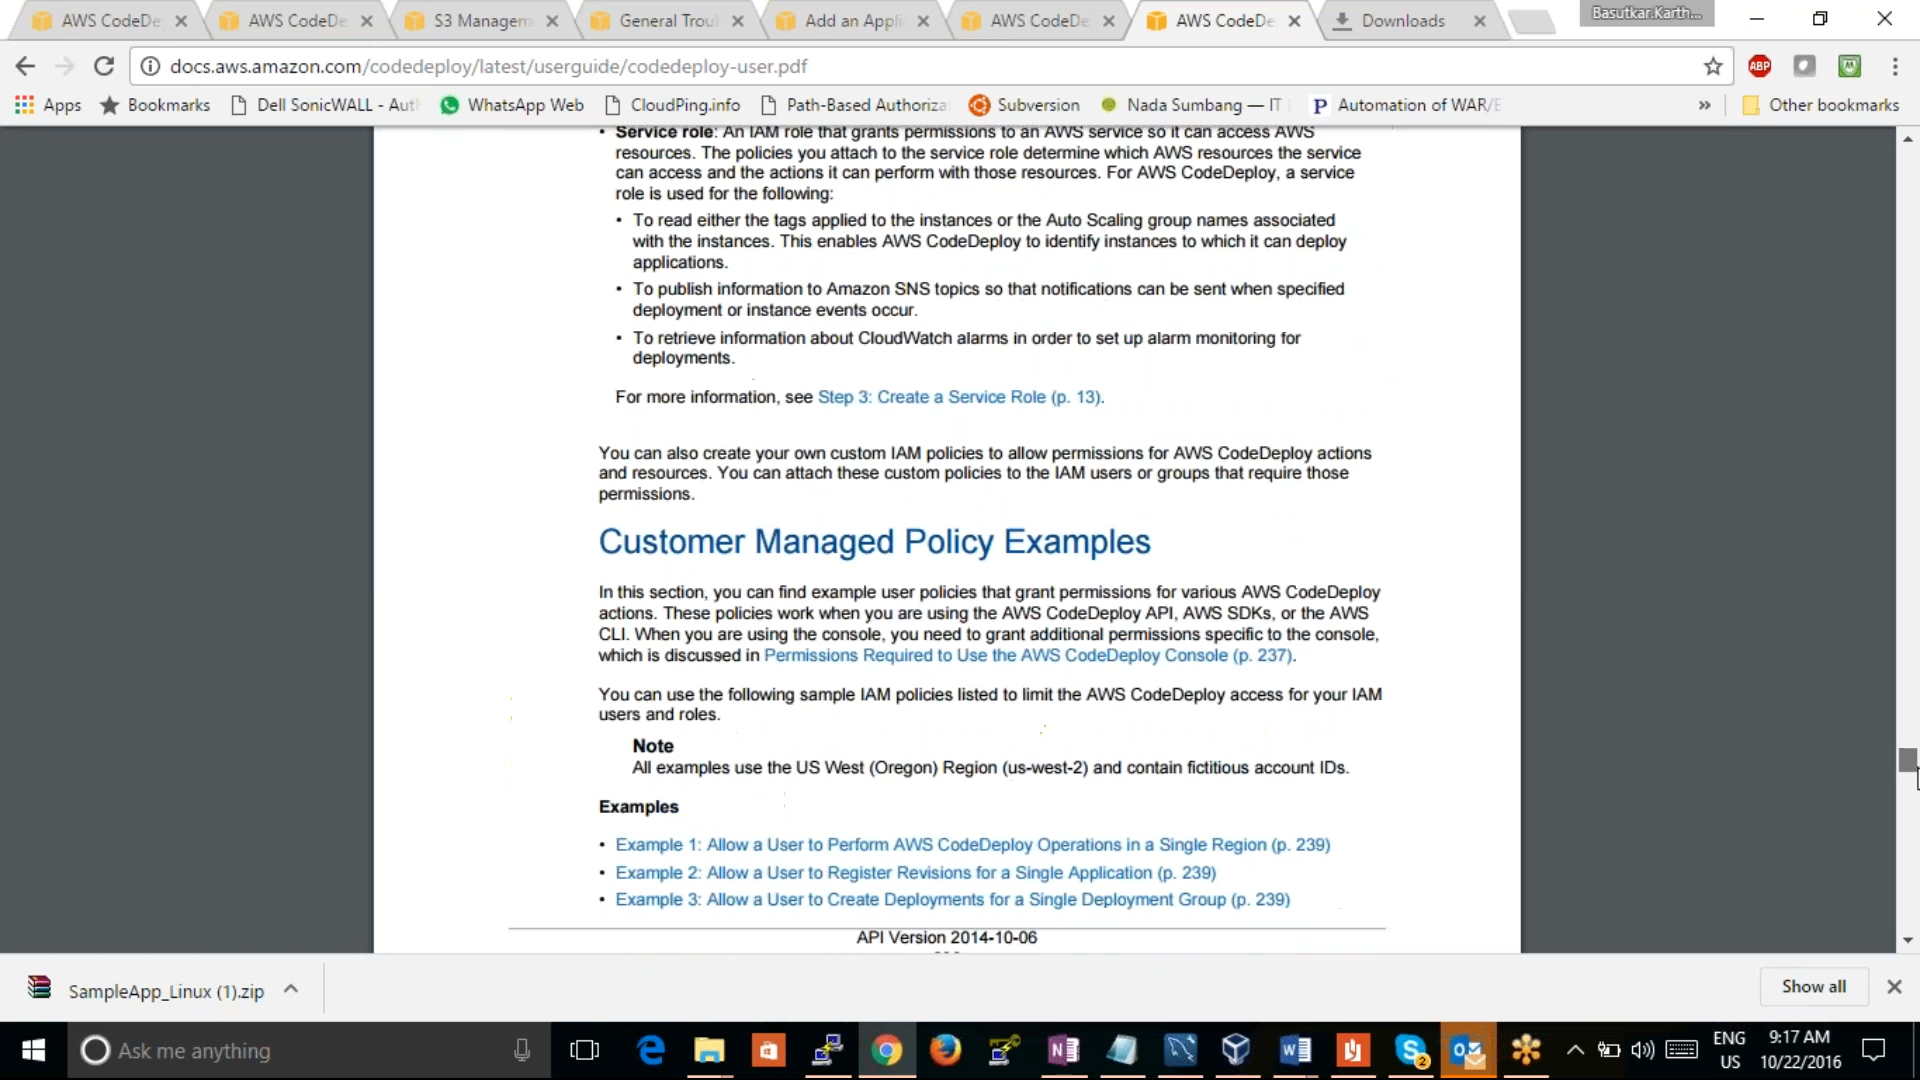 AWS CodeDe
AWS CodeDe
S3 Managem
General Trou
Add an Appli
AWS CodeDe
AWS CodeDe
Downloads
Basutkar.Karth...
docs.aws.amazon.com/codedeploy/latest/userguide/codedeploy-user.pdf
ABP
Apps
Bookmarks
Dell SonicWALL - Aut
WhatsApp Web
CloudPing.info
Path-Based Authoriza
Subversion
Nada Sumbang — IT
Automation of WAR/E
»
Other bookmarks
• Service role: An IAM role that grants permissions to an AWS service so it can access AWS
resources. The policies you attach to the service role determine which AWS resources the service
can access and the actions it can perform with those resources. For AWS CodeDeploy, a service
role is used for the following:
• To read either the tags applied to the instances or the Auto Scaling group names associated
with the instances. This enables AWS CodeDeploy to identify instances to which it can deploy
applications.
• To publish information to Amazon SNS topics so that notifications can be sent when specified
deployment or instance events occur.
• To retrieve information about CloudWatch alarms in order to set up alarm monitoring for
deployments.
For more information, see Step 3: Create a Service Role (p. 13).
You can also create your own custom IAM policies to allow permissions for AWS CodeDeploy actions
and resources. You can attach these custom policies to the IAM users or groups that require those
permissions.
Customer Managed Policy Examples
In this section, you can find example user policies that grant permissions for various AWS CodeDeploy
actions. These policies work when you are using the AWS CodeDeploy API, AWS SDKs, or the AWS
CLI. When you are using the console, you need to grant additional permissions specific to the console,
which is discussed in Permissions Required to Use the AWS CodeDeploy Console (p. 237).
You can use the following sample IAM policies listed to limit the AWS CodeDeploy access for your IAM
users and roles.
Note
All examples use the US West (Oregon) Region (us-west-2) and contain fictitious account IDs.
Examples
• Example 1: Allow a User to Perform AWS CodeDeploy Operations in a Single Region (p. 239)
• Example 2: Allow a User to Register Revisions for a Single Application (p. 239)
• Example 3: Allow a User to Create Deployments for a Single Deployment Group (p. 239)
API Version 2014-10-06
SampleApp_Linux (1).zip
Show all
Ask me anything
2
ENG
US
9:17 AM
10/22/2016